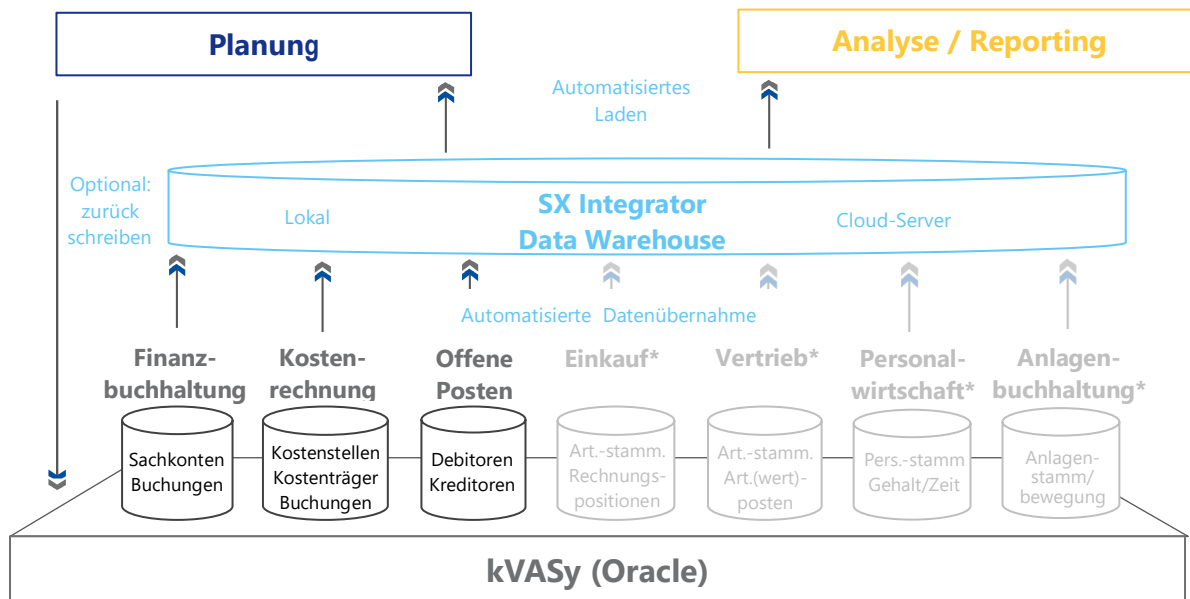 Planung
Analyse / Reporting
Automatisiertes
Laden
Optional:
zurück
schreiben
SX Integrator
Data Warehouse
Lokal
Cloud-Server
Automatisierte Datenübernahme
Finanz-
buchhaltung
Kosten-
rechnung
Offene
Posten
Einkauf*
Vertrieb*
Personal-
wirtschaft*
Anlagen-
buchhaltung*
Sachkonten
Buchungen
Kostenstellen
Kostenträger
Buchungen
Debitoren
Kreditoren
Art.-stamm.
Rechnungs-
positionen
Art.-stamm.
Art.(wert)-
posten
Pers.-stamm
Gehalt/Zeit
Anlagen-
stamm/
bewegung
kVASy (Oracle)